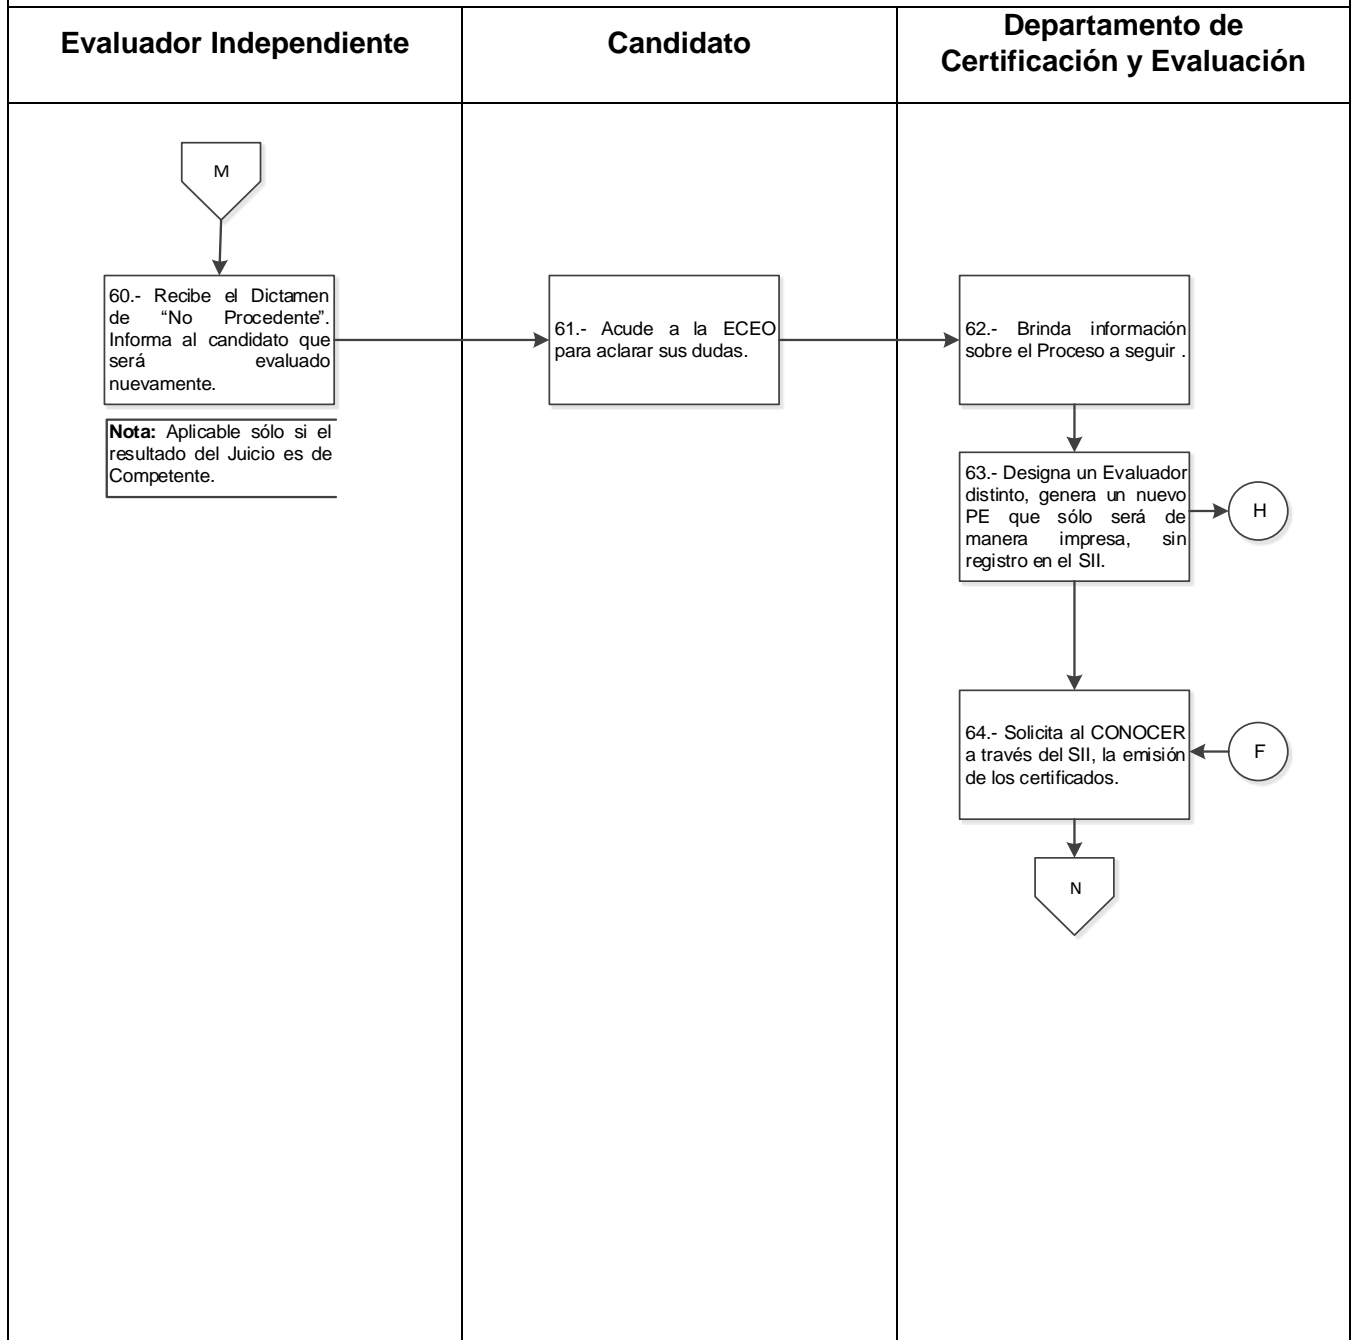 Evaluador Independiente
Candidato
Departamento de
Certificación y Evaluación
M
60.- Recibe el Dictamen
de “No Procedente”.
Informa al candidato que
será evaluado
nuevamente.
Nota: Aplicable sólo si el
resultado del Juicio es de
Competente.
61.- Acude a la ECEO
para aclarar sus dudas.
62.- Brinda información
sobre el Proceso a seguir .
63.- Designa un Evaluador
distinto, genera un nuevo
PE que sólo será de
manera impresa, sin
registro en el SII.
H
64.- Solicita al CONOCER
a través del SII, la emisión
de los certificados.
F
N